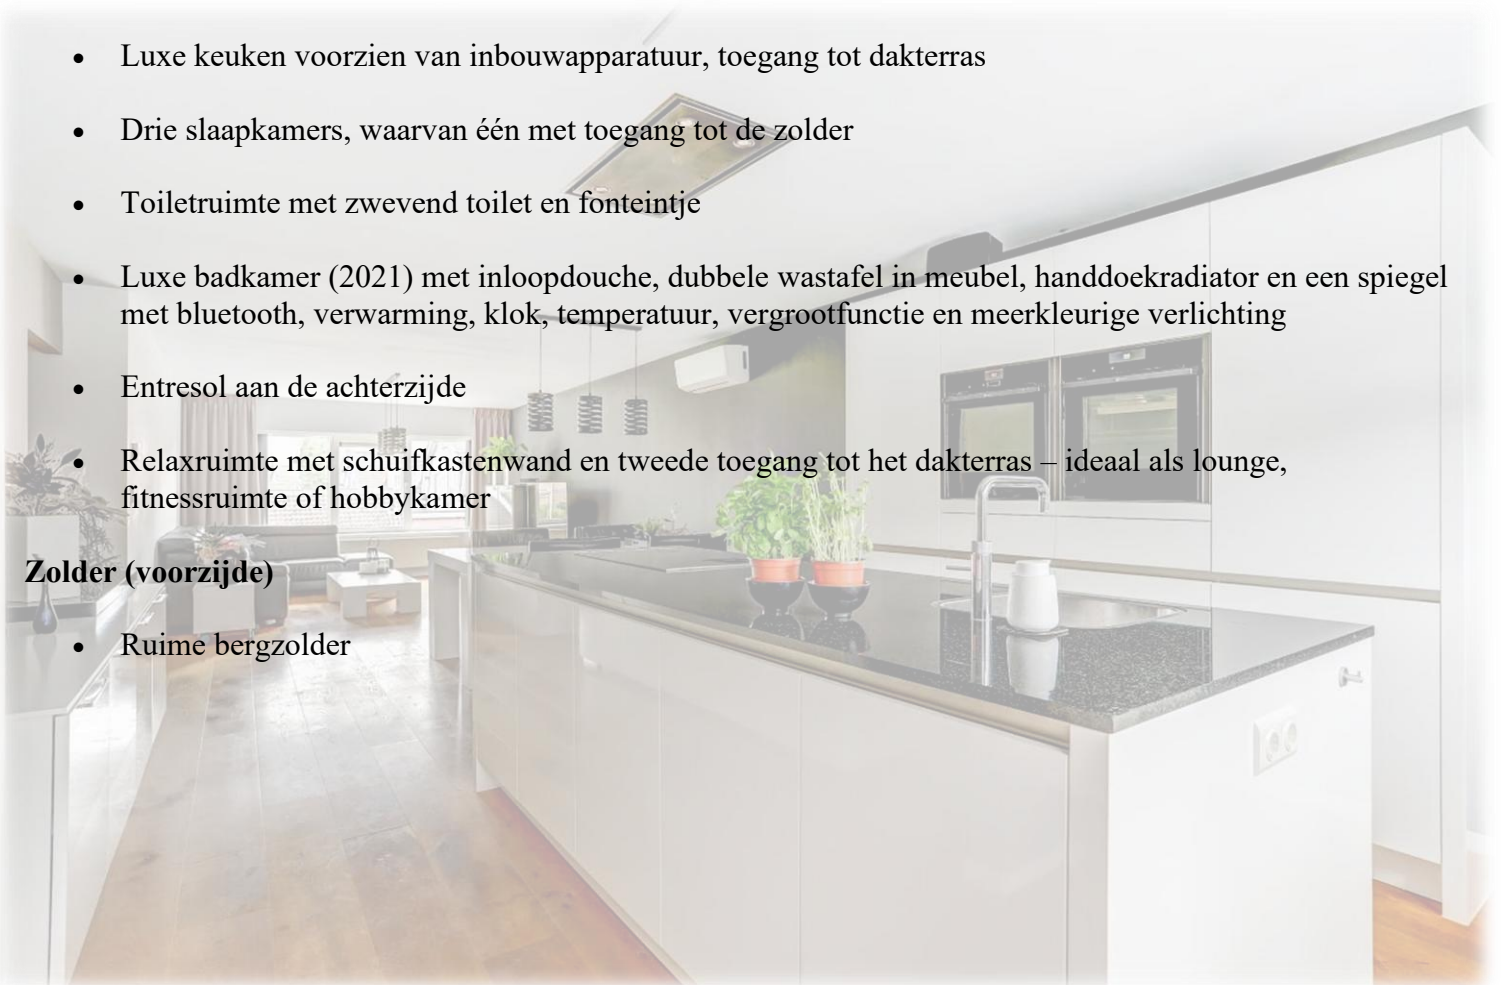 • Luxe keuken voorzien van inbouwapparatuur, toegang tot dakterras
• Drie slaapkamers, waarvan één met toegang tot de zolder
• Toiletruimte met zwevend toilet en fonteintje
• Luxe badkamer (2021) met inloopdouche, dubbele wastafel in meubel, handdoekradiator en een spiegel
met bluetooth, verwarming, klok, temperatuur, vergrootfunctie en meerkleurige verlichting
• Entresol aan de achterzijde
• Relaxruimte met schuifkastenwand en tweede toegang tot het dakterras – ideaal als lounge,
fitnessruimte of hobbykamer
Zolder (voorzijde)
• Ruime bergzolder